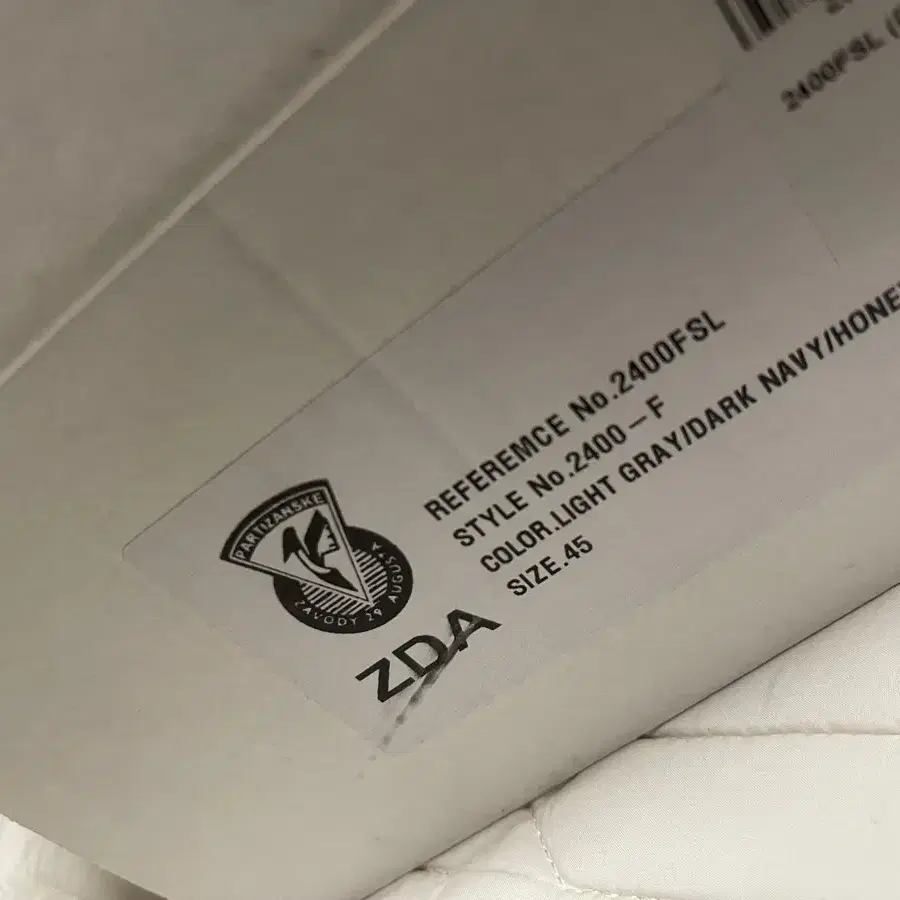 2400FSL
PARTIZANSKE
ZAVODY 29 AUGUSTA
ZDA
REFEREMCE No.2400FSL
STYLE No.2400－F
COLOR.LIGHT GRAY/DARK NAVY/HONE
SIZE.45